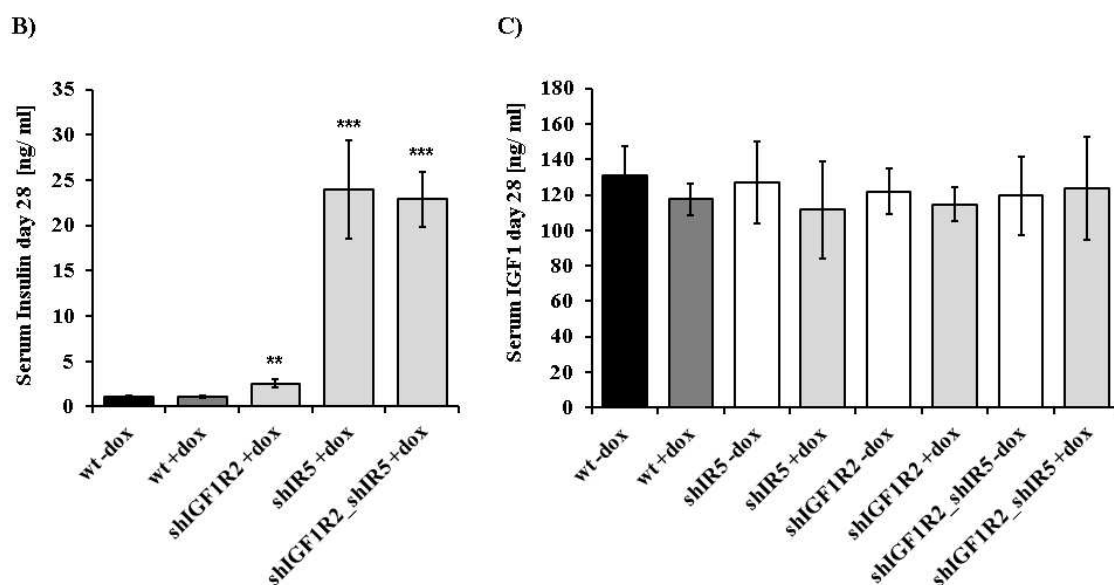 B)
Serum Insulin day 28 [ng/ ml]
35
30
25
20
15
10
5
0
**
***
***
wt -dox
wt +dox
shIGF1R2 +dox
shIR5 +dox
shIGF1R2_shIR5 +dox
C)
Serum IGF1 day 28 [ng/ ml]
180
160
140
120
100
80
60
40
20
0
wt -dox
wt +dox
shIR5 -dox
shIR5 +dox
shIGF1R2 -dox
shIGF1R2 +dox
shIGF1R2_shIR5 -dox
shIGF1R2_shIR5 +dox